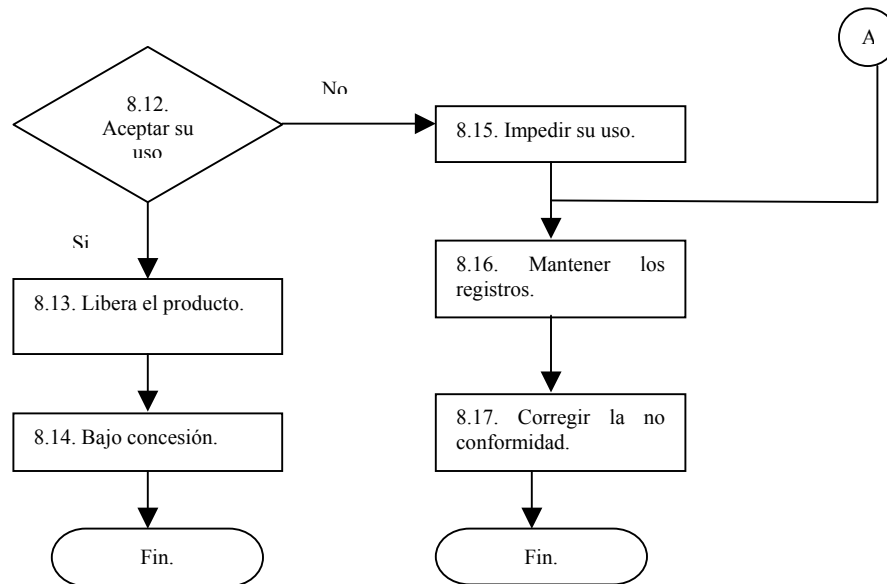 A
8.12.
Aceptar su
uso
No
8.15. Impedir su uso.
Si
8.16. Mantener los
registros.
8.13. Libera el producto.
8.17. Corregir la no
conformidad.
8.14. Bajo concesión.
Fin.
Fin.